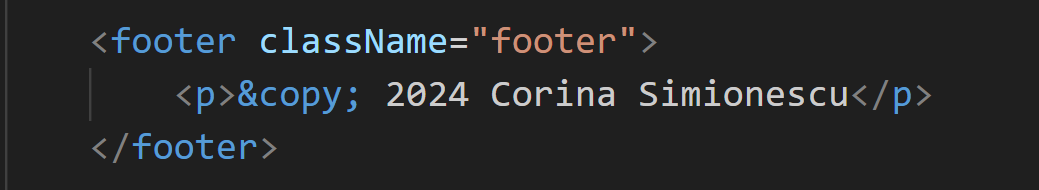 <footer className="footer">
    <p>&copy; 2024 Corina Simionescu</p>
</footer>